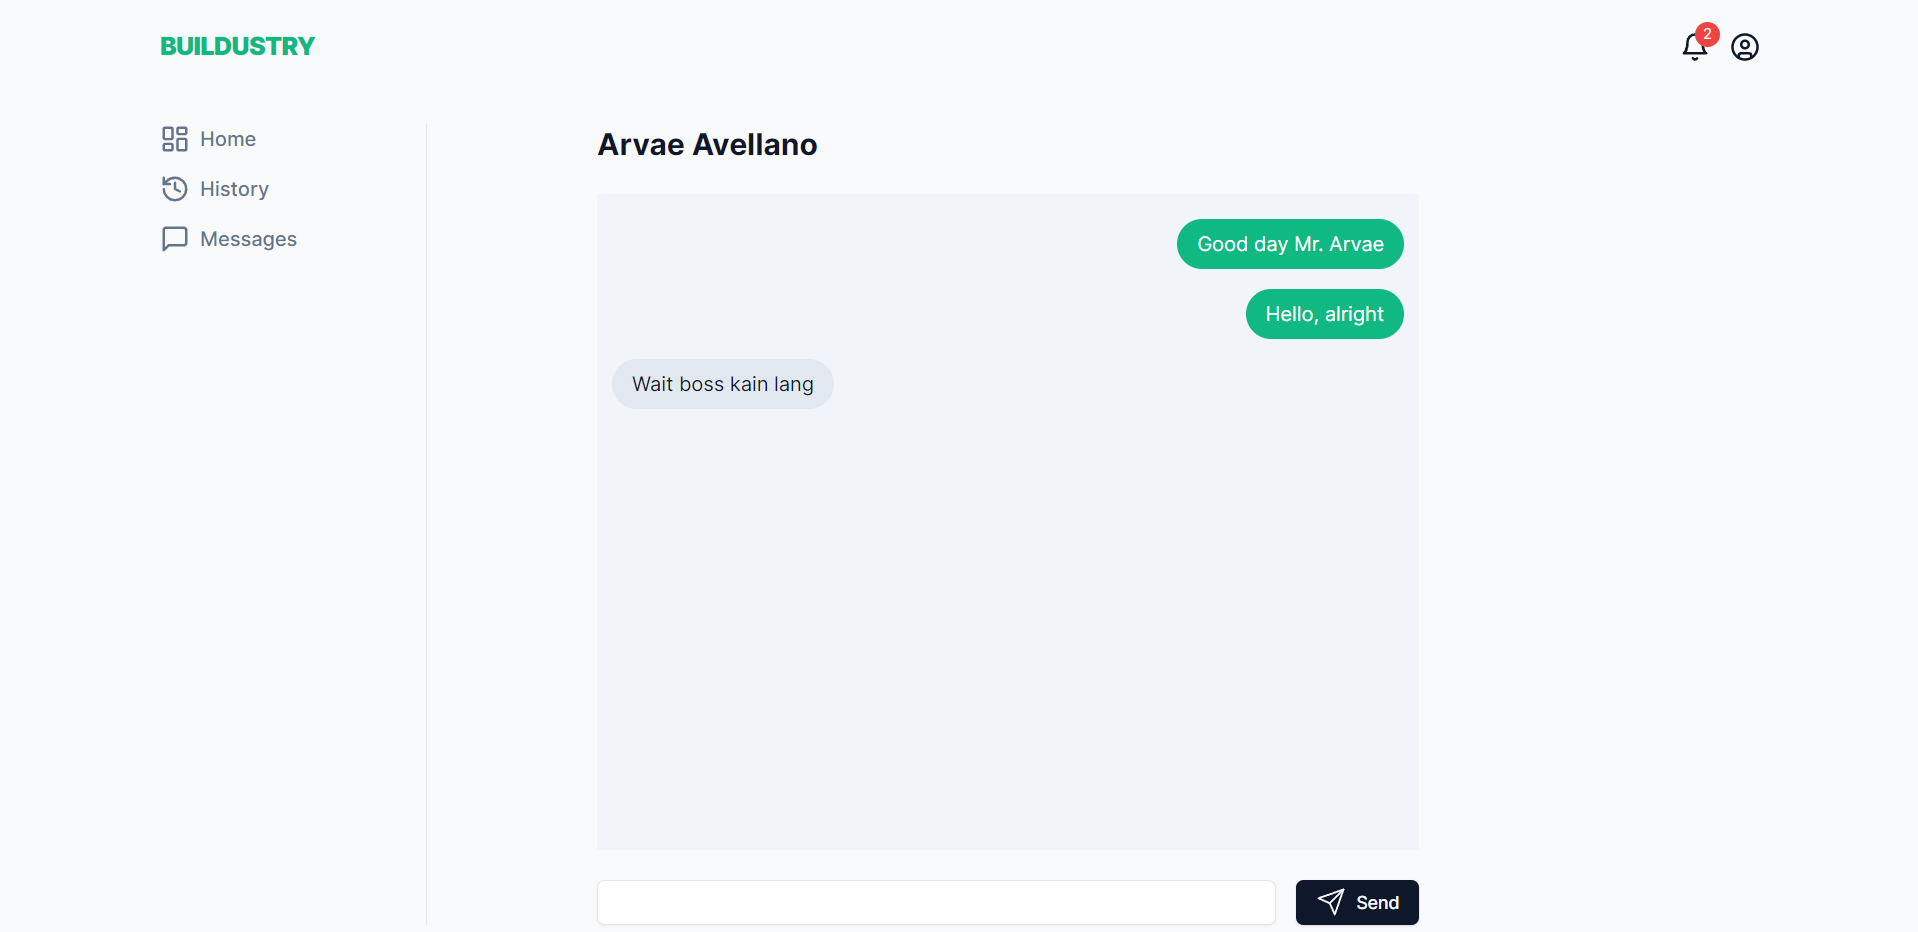 BUILDUSTRY
2
Home
History
Messages
Arvae Avellano
Good day Mr. Arvae
Hello, alright
Wait boss kain lang
Send